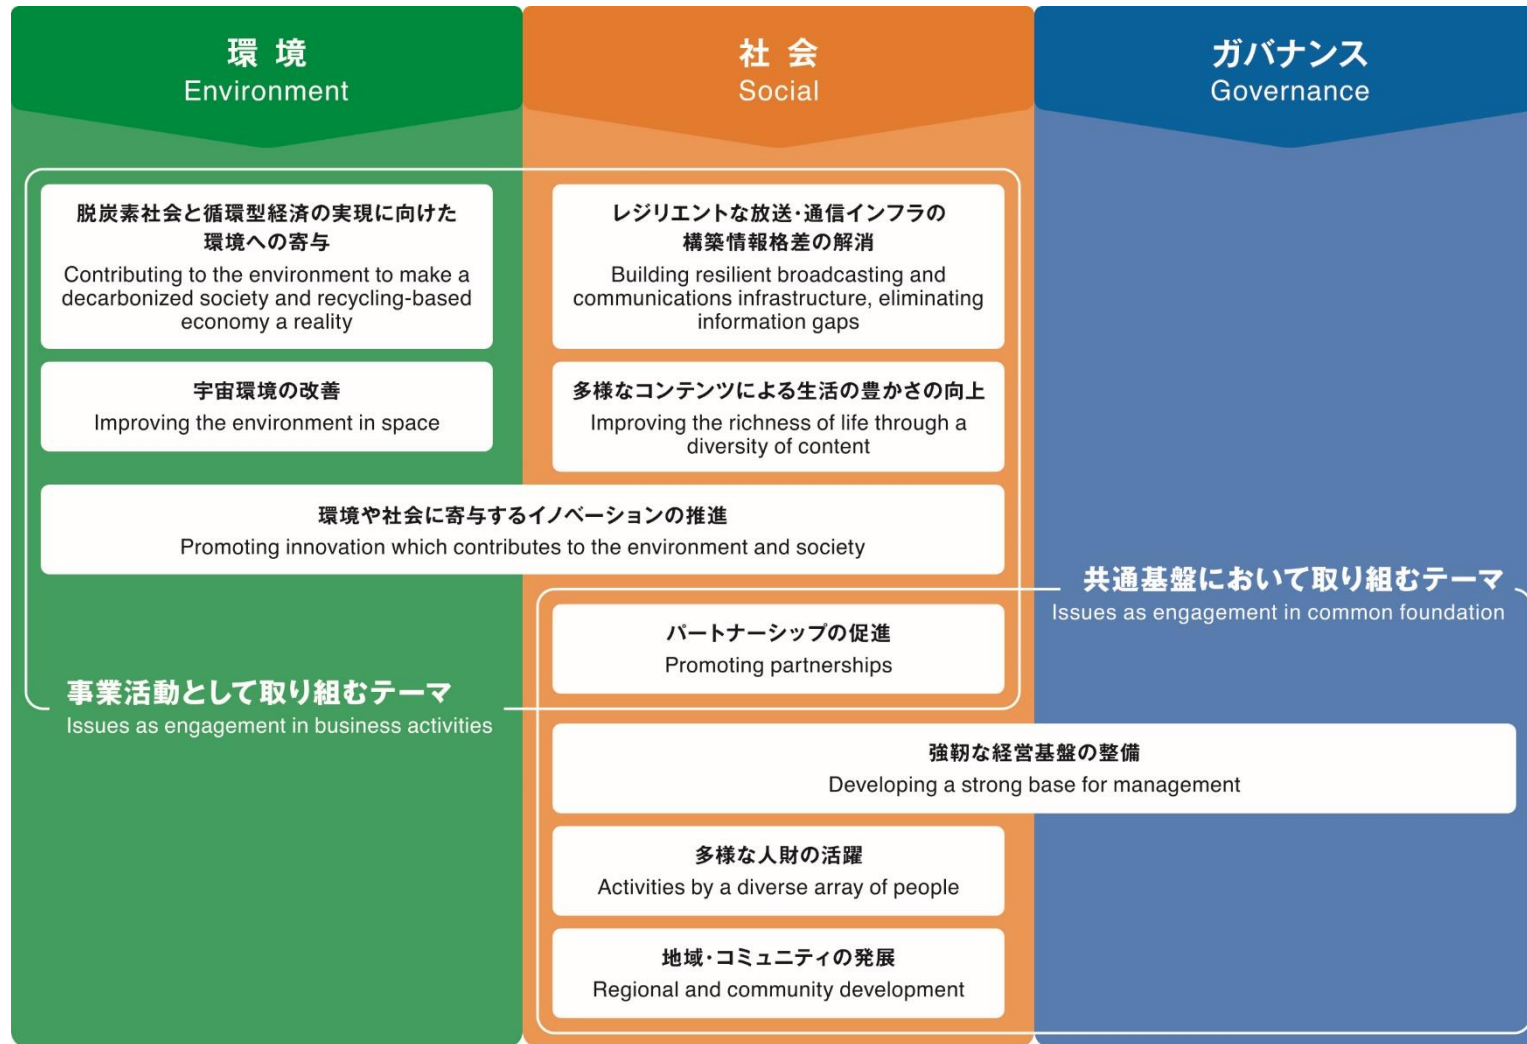 環 境
Environment
社 会
Social
ガバナンス
Governance
脱炭素社会と循環型経済の実現に向けた
環境への寄与
Contributing to the environment to make a
decarbonized society and recycling-based
economy a reality
レジリエントな放送・通信インフラの
構築情報格差の解消
Building resilient broadcasting and
communications infrastructure, eliminating
information gaps
宇宙環境の改善
Improving the environment in space
多様なコンテンツによる生活の豊かさの向上
Improving the richness of life through a
diversity of content
環境や社会に寄与するイノベーションの推進
Promoting innovation which contributes to the environment and society
共通基盤において取り組むテーマ
Issues as engagement in common foundation
パートナーシップの促進
Promoting partnerships
事業活動として取り組むテーマ
Issues as engagement in business activities
強靭な経営基盤の整備
Developing a strong base for management
多様な人財の活躍
Activities by a diverse array of people
地域・コミュニティの発展
Regional and community development